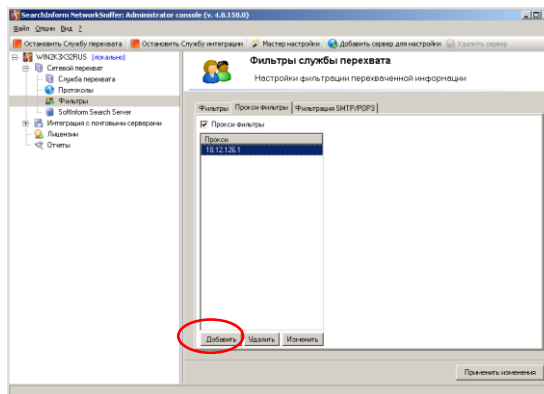 SearchInform NetworkSniffer: Administrator console (v. 4.8.158.0)
Файл Опции Вид ?
Остановить Службу перехвата Остановить Службу интеграции Мастер настройки Добавить сервер для настройки Удалить сервер
WIN2K3X32RUS (локально)
Сетевой перехват
Служба перехвата
Протоколы
Фильтры
SoftInform Search Server
Интеграция с почтовыми серверами
Лицензии
Отчеты
Фильтры службы перехвата
Настройки фильтрации перехваченной информации
Фильтры Прокси Фильтры Фильтрация SMTP/POP3
Прокси Фильтры
Прокси
10.12.126.1
Добавить Удалить Изменить
Применить изменения